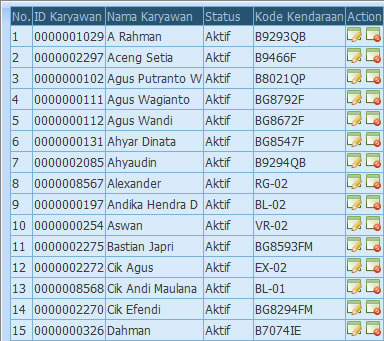 No. ID Karyawan Nama Karyawan Status Kode Kendaraan Action
1 0000001029 A Rahman Aktif B9293QB
2 0000002297 Aceng Setia Aktif B9466F
3 0000000102 Agus Putranto W Aktif B8021QP
4 0000000111 Agus Wagianto Aktif BG8792F
5 0000000112 Agus Wandi Aktif BG8672F
6 0000000131 Ahyar Dinata Aktif BG8547F
7 0000002085 Ahyaudin Aktif B9294QB
8 0000008567 Alexander Aktif RG-02
9 0000000197 Andika Hendra D Aktif BL-02
10 0000000254 Aswan Aktif VR-02
11 0000002275 Bastian Japri Aktif BG8593FM
12 0000002272 Cik Agus Aktif EX-02
13 0000008568 Cik Andi Maulana Aktif BL-01
14 0000002270 Cik Efendi Aktif BG8294FM
15 0000000326 Dahman Aktif B7074IE